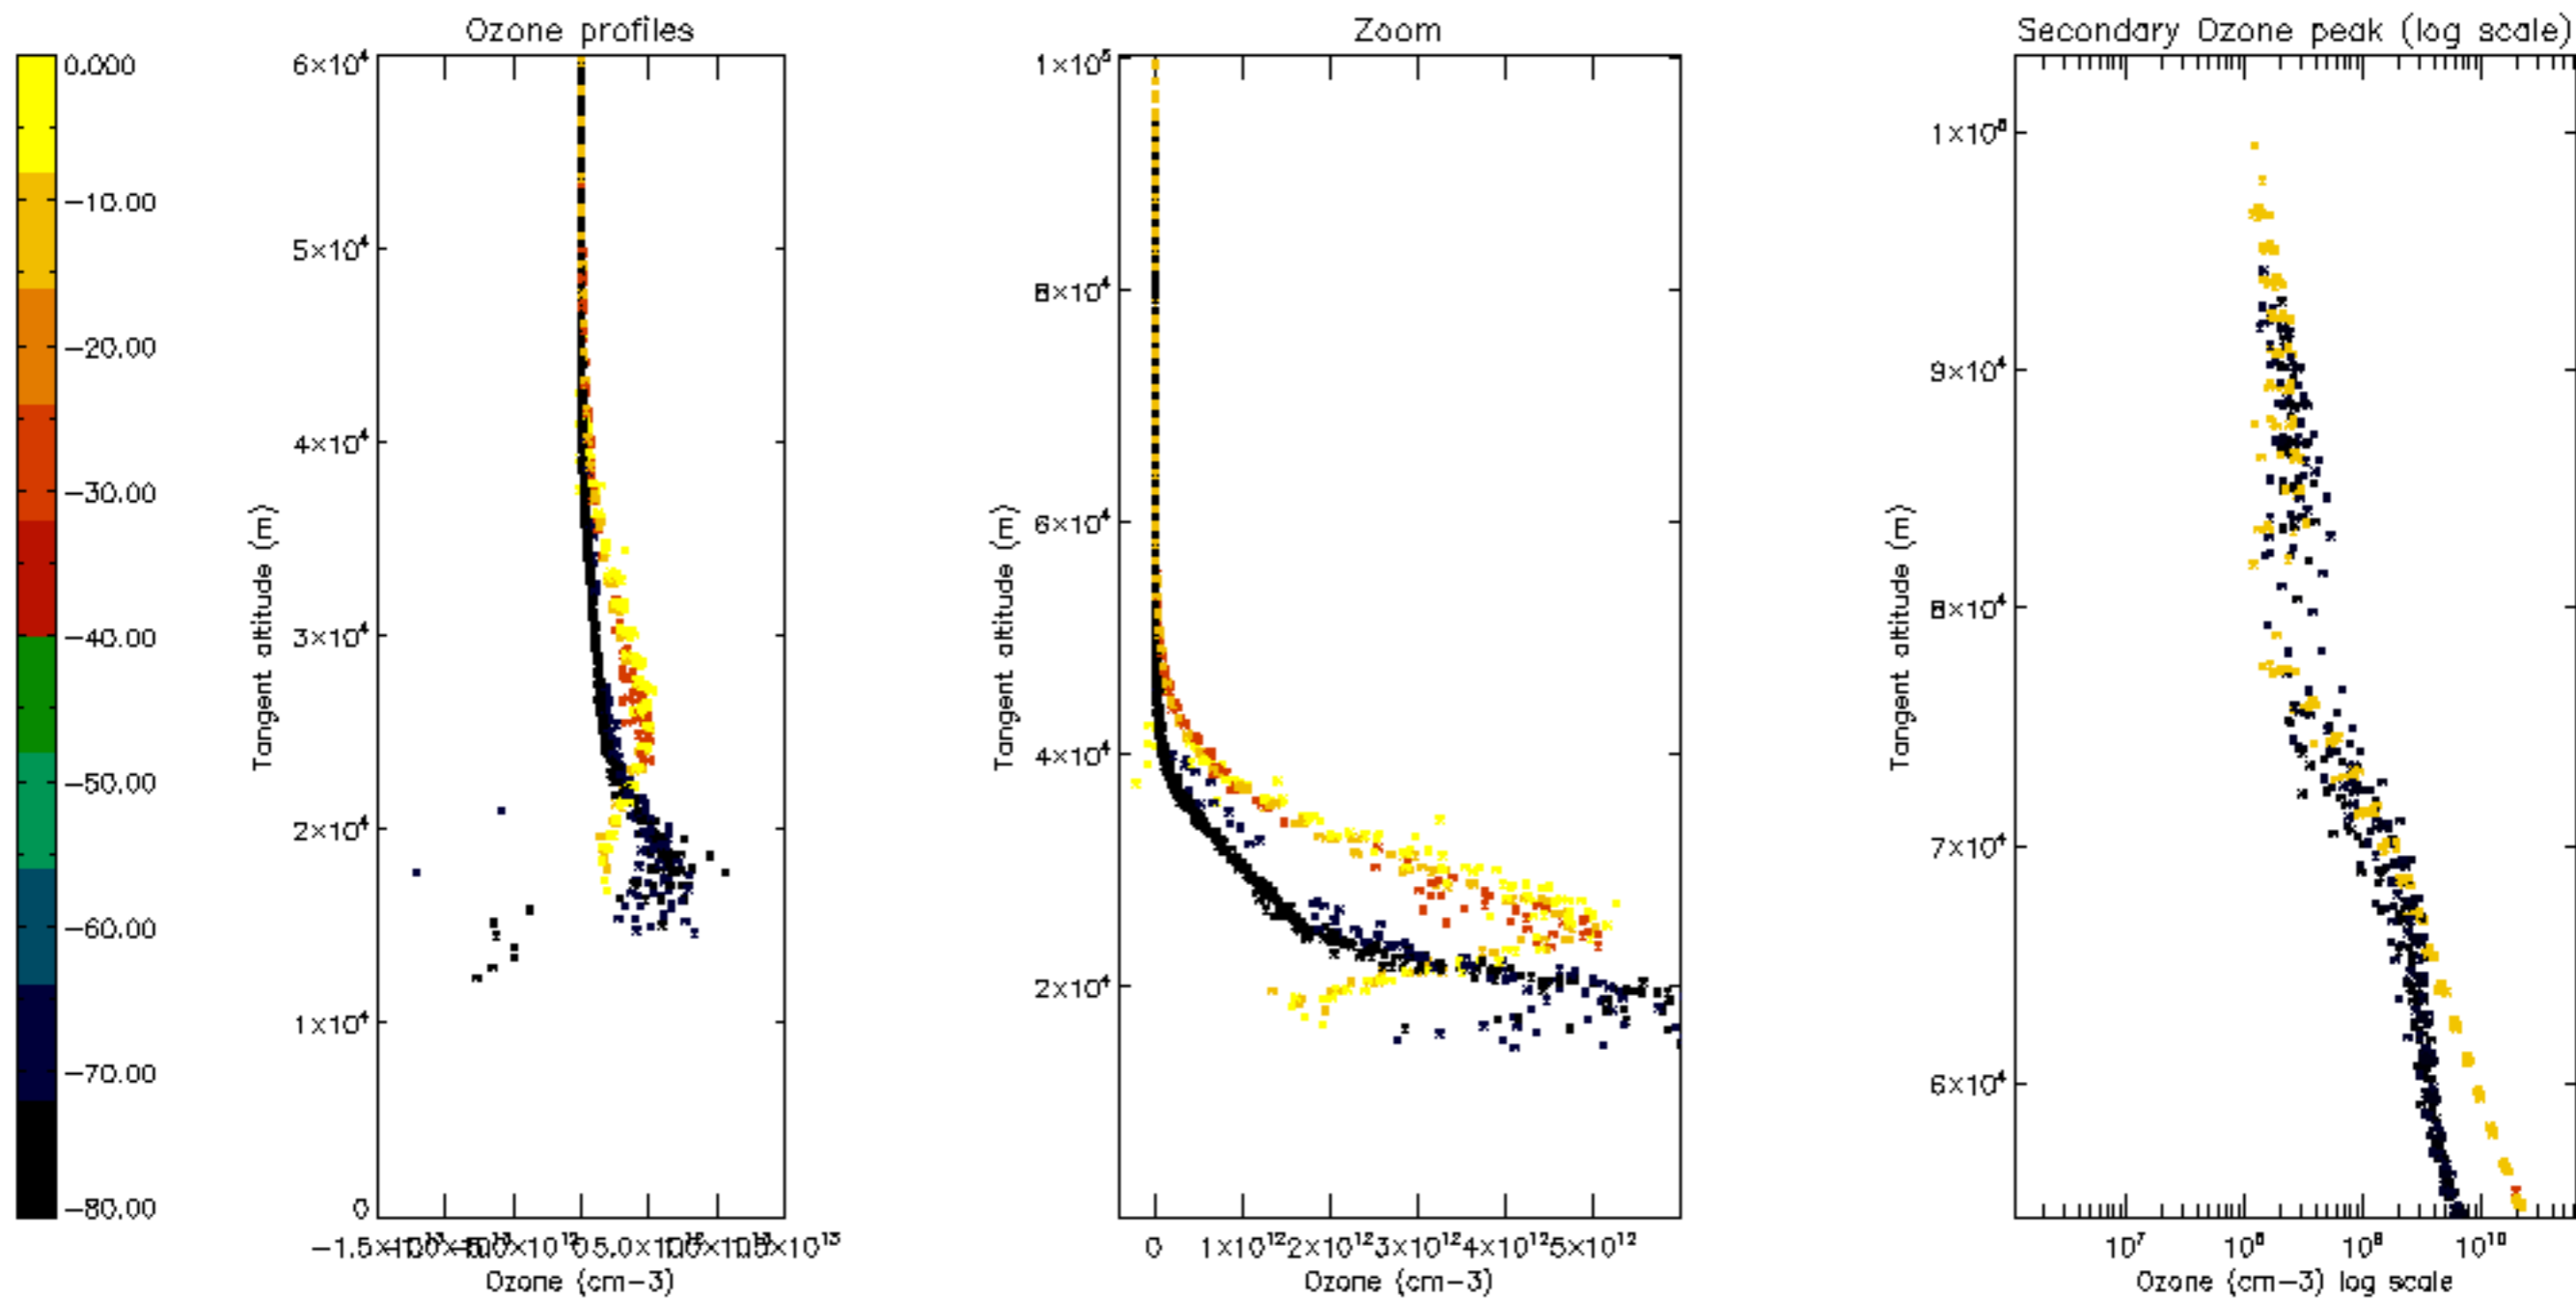 Ozone profiles
Zoom
Secondary Ozone peak (log scale)
0.000
−10.00
−20.00
−30.00
−40.00
−50.00
−60.00
−70.00
−80.00
6×10⁴
5×10⁴
4×10⁴
3×10⁴
2×10⁴
1×10⁴
0
Tangent altitude (m)
Ozone (cm−3)
1×10⁵
8×10⁴
6×10⁴
4×10⁴
2×10⁴
Tangent altitude (m)
0 1×10¹² 2×10¹² 3×10¹² 4×10¹² 5×10¹²
Ozone (cm−3)
9×10⁴
8×10⁴
7×10⁴
6×10⁴
Tangent altitude (m)
10⁷ 10⁸ 10⁹ 10¹⁰
Ozone (cm−3) log scale